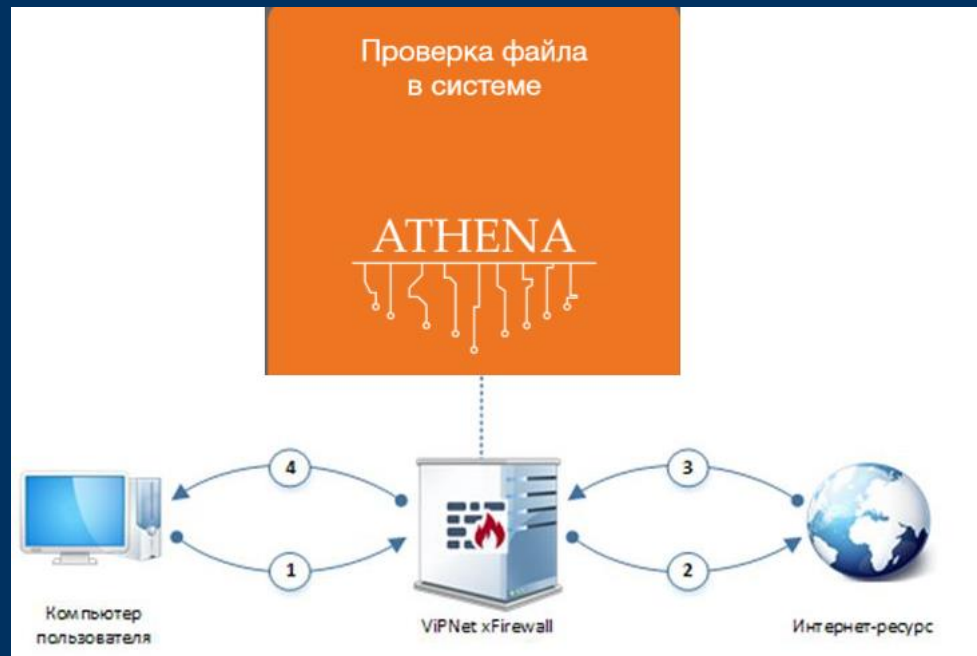 Проверка файла
в системе
ATHENA
4
3
1
2
Компьютер
пользователя
ViPNet xFirewall
Интернет-ресурс